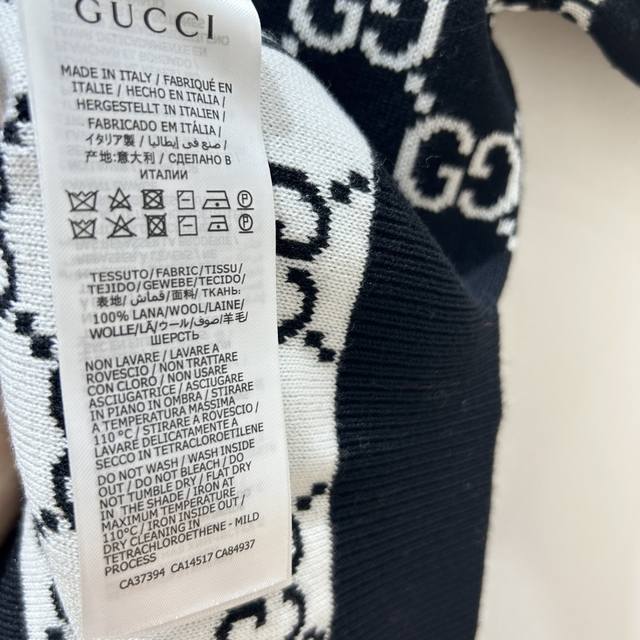 GUCCI
MADE IN ITALY / FABRIQUÉ EN
ITALIE / HECHO EN ITALIA /
HERGESTELLT IN ITALIEN /
FABRICADO EM ITÁLIA /
イタリア製 / صنع في إيطاليا /
产地:意大利 / СДЕЛАНО В
ИТАЛИИ
TESSUTO/FABRIC/TISSU/
TEJIDO/GEWEBE/TECIDO/
表地/قماش/面料/ТКАНЬ
100% LANA/WOOL/LAINE/
WOLLE/LÃ/ウール/صوف/羊毛/
ШЕРСТЬ
NON LAVARE / LAVARE A
ROVESCIO / NON TRATTARE
CON CLORO / NON USARE
ASCIUGATRICE / ASCIUGARE
IN PIANO IN OMBRA / STIRARE
A TEMPERATURA MASSIMA
110°C / STIRARE A ROVESCIO /
LAVARE DELICATAMENTE A
SECCO IN TETRACLOROETILENE
DO NOT WASH / WASH INSIDE
OUT / DO NOT BLEACH / DO
NOT TUMBLE DRY / FLAT DRY
IN THE SHADE / IRON AT
MAXIMUM TEMPERATURE
110°C / IRON INSIDE OUT /
DRY CLEANING IN
TETRACHLOROETHENE - MILD
PROCESS
CA37394 CA14517 CA84937